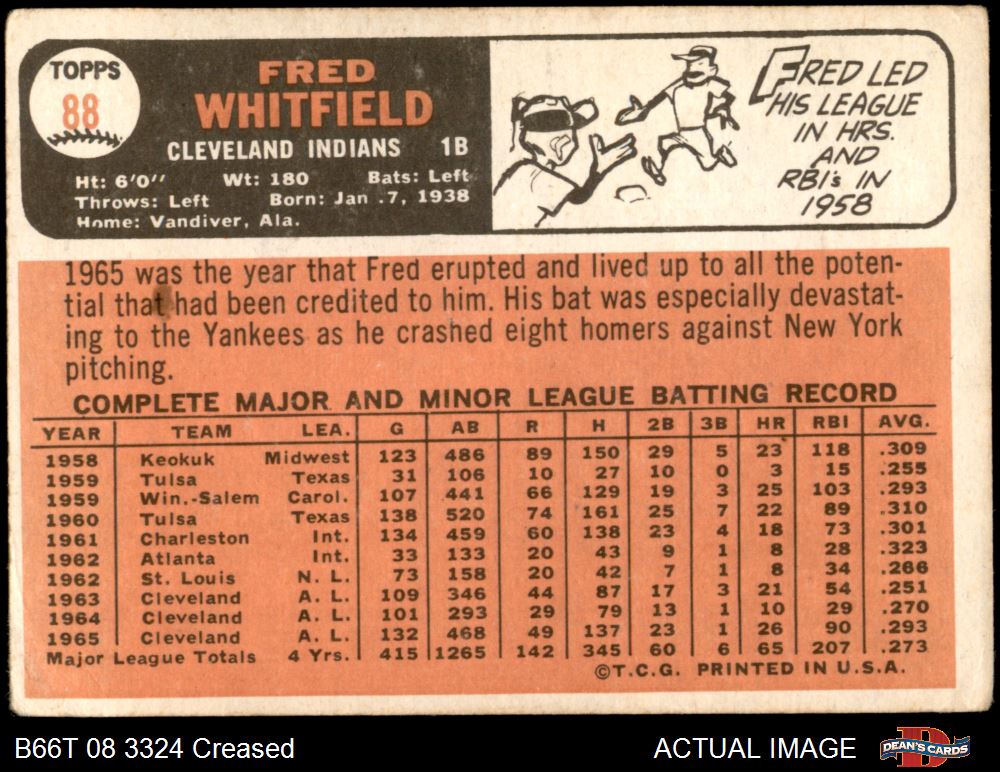 TOPPS
88
FRED
WHITFIELD
CLEVELAND INDIANS 1B
Ht: 6'0" Wt: 180 Bats: Left
Throws: Left Born: Jan .7, 1938
Home: Vandiver, Ala.
FRED LED
HIS LEAGUE
IN HRS.
AND
RBI's IN
1958
1965 was the year that Fred erupted and lived up to all the poten-
tial that had been credited to him. His bat was especially devastat-
ing to the Yankees as he crashed eight homers against New York
pitching.
COMPLETE MAJOR AND MINOR LEAGUE BATTING RECORD
YEAR TEAM LEA. G AB R H 2B 3B HR RBI AVG.
1958 Keokuk Midwest 123 486 89 150 29 5 23 118 .309
1959 Tulsa Texas 31 106 10 27 10 0 3 15 .255
1959 Win.-Salem Carol. 107 441 66 129 19 3 25 103 .293
1960 Tulsa Texas 138 520 74 161 25 7 22 89 .310
1961 Charleston Int. 134 459 60 138 23 4 18 73 .301
1962 Atlanta Int. 33 133 20 43 9 1 8 28 .323
1962 St. Louis N. L. 73 158 20 42 7 1 8 34 .266
1963 Cleveland A. L. 109 346 44 87 17 3 21 54 .251
1964 Cleveland A. L. 101 293 29 79 13 1 10 29 .270
1965 Cleveland A. L. 132 468 49 137 23 1 26 90 .293
Major League Totals 4 Yrs. 415 1265 142 345 60 6 65 207 .273
©T.C.G. PRINTED IN U.S.A.
B66T 08 3324 Creased
ACTUAL IMAGE
DEAN'S CARDS